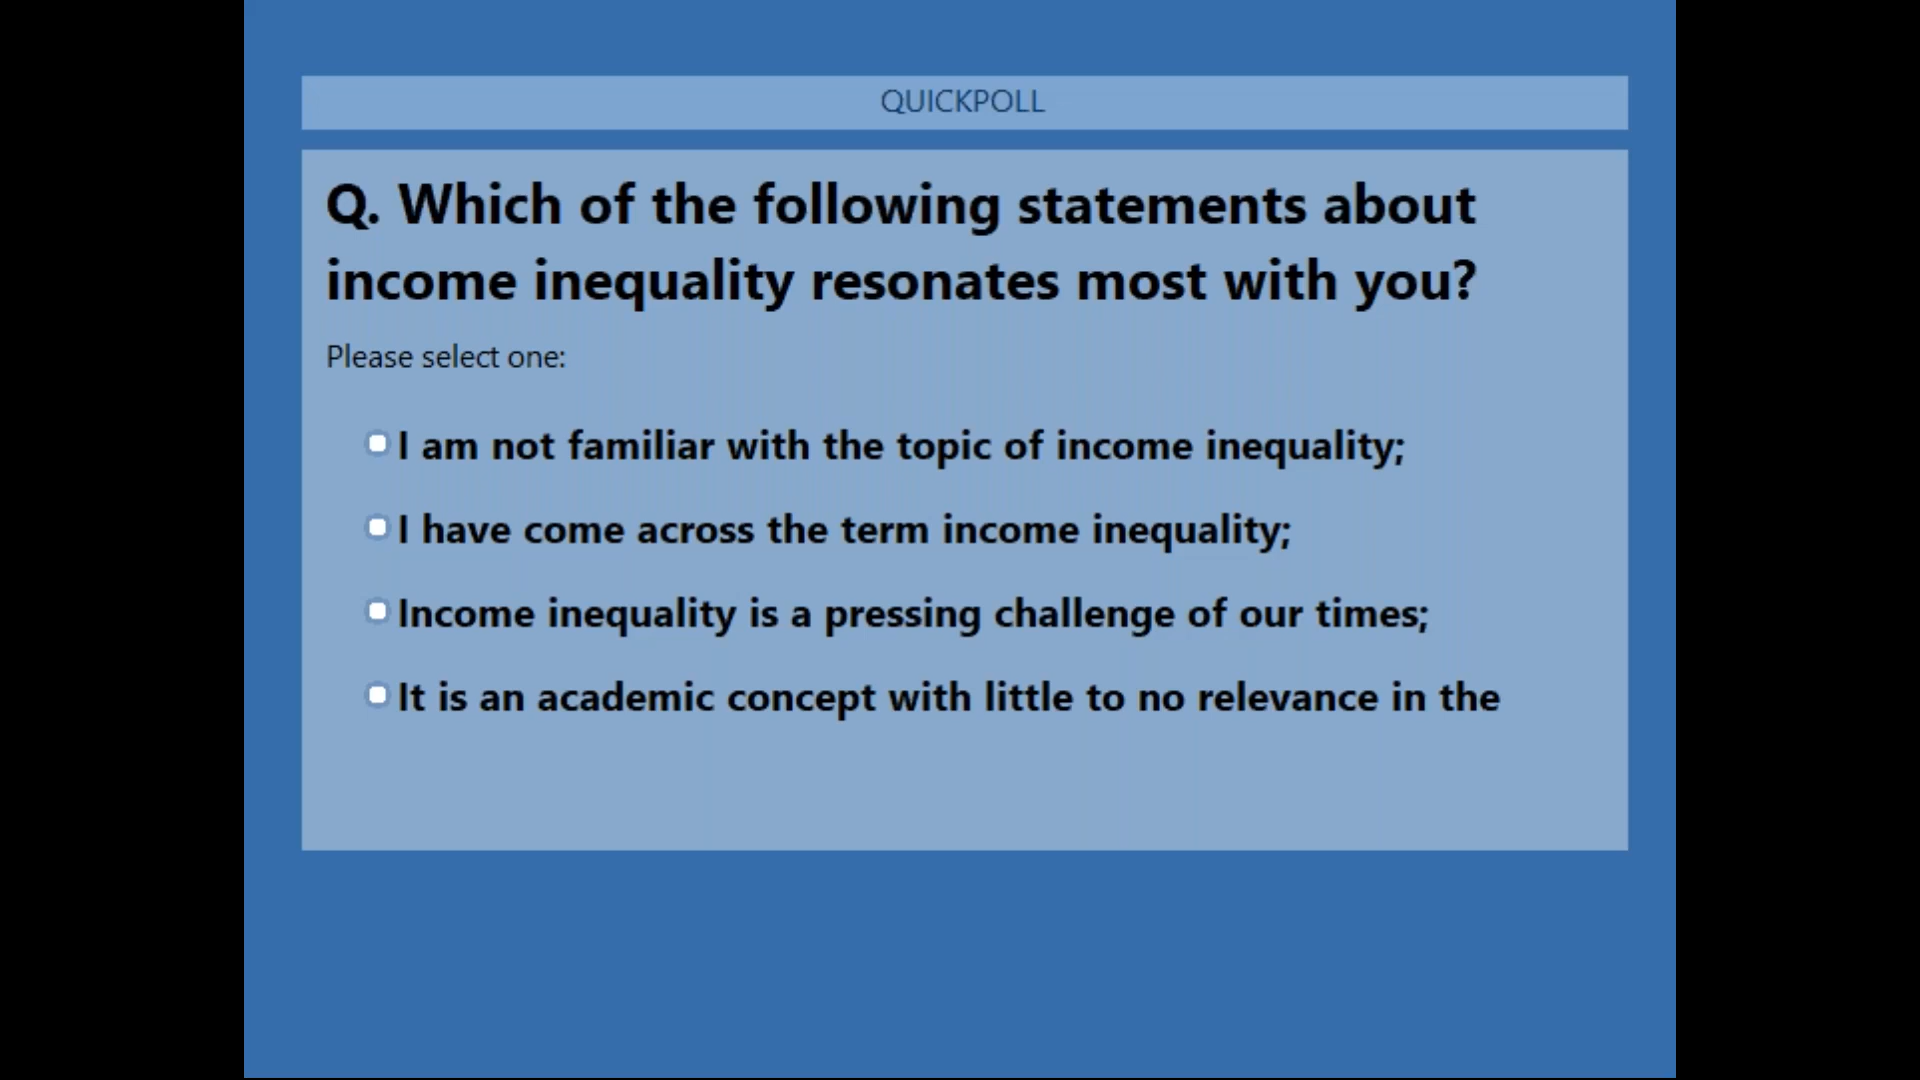 QUICKPOLL
Q. Which of the following statements about
income inequality resonates most with you?
Please select one:
I am not familiar with the topic of income inequality;
I have come across the term income inequality;
Income inequality is a pressing challenge of our times;
It is an academic concept with little to no relevance in the